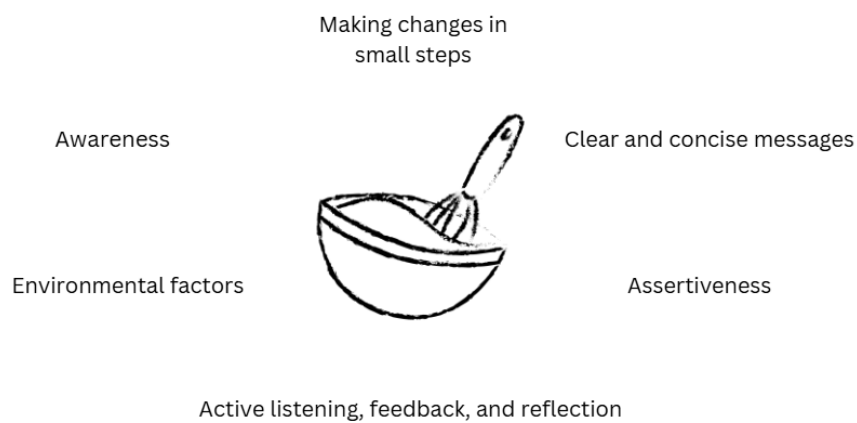 Making changes in
small steps
Awareness
Clear and concise messages
Environmental factors
Assertiveness
Active listening, feedback, and reflection